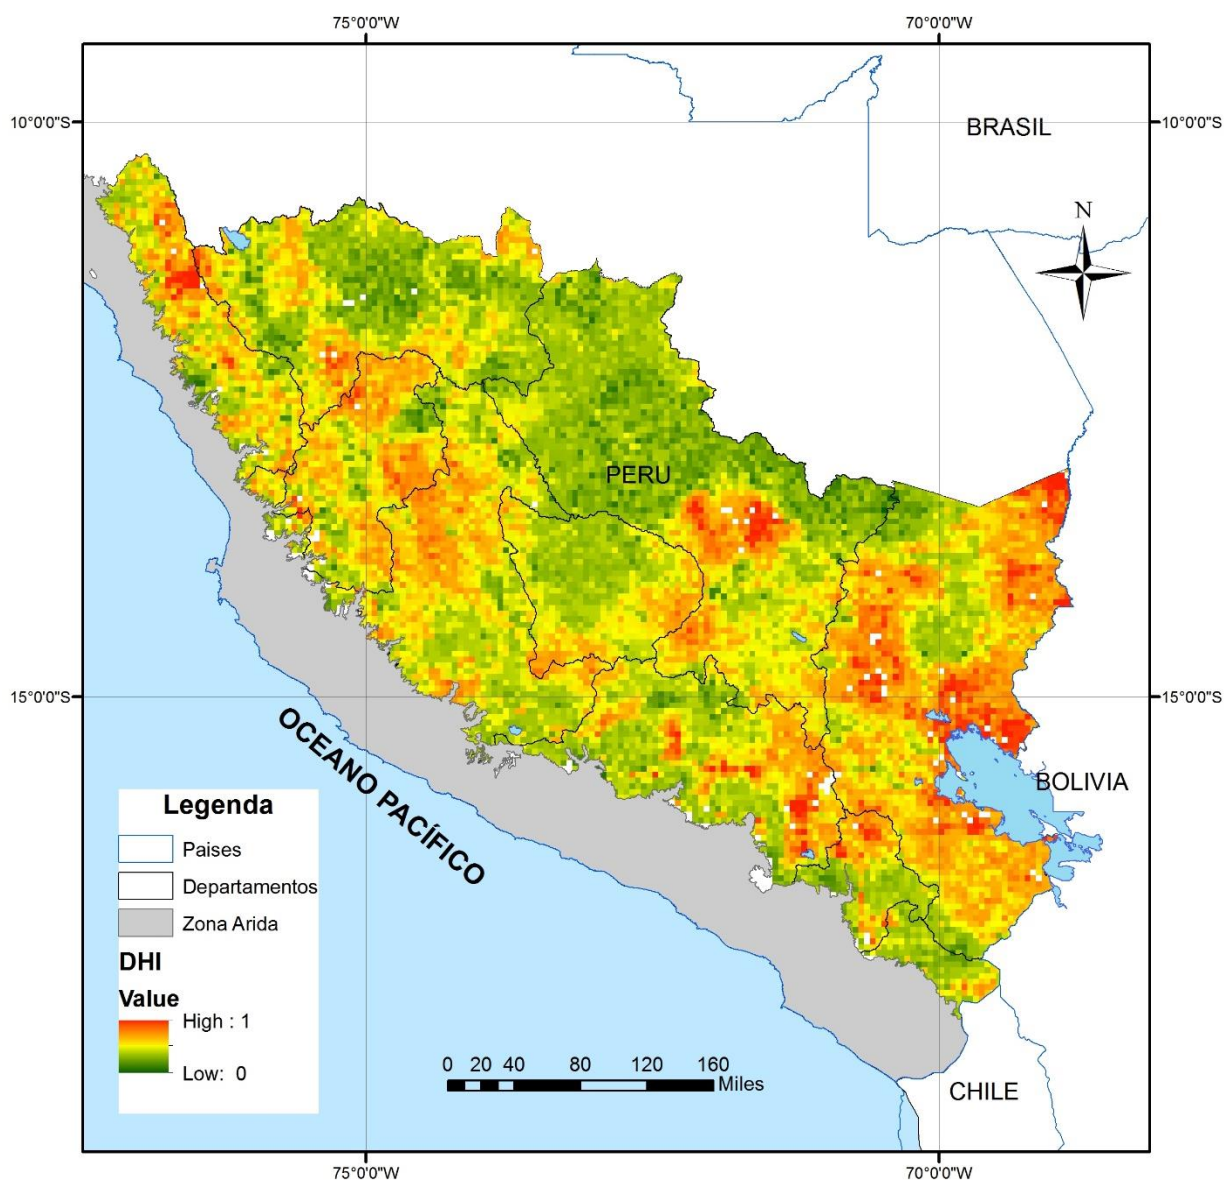 75°0'0"W
70°0'0"W
10°0'0"S
10°0'0"S
BRASIL
N
PERU
15°0'0"S
15°0'0"S
OCEANO PACÍFICO
BOLIVIA
Legenda
Paises
Departamentos
Zona Arida
DHI
Value
High : 1
Low: 0
0 20 40 80 120 160
Miles
CHILE
75°0'0"W
70°0'0"W